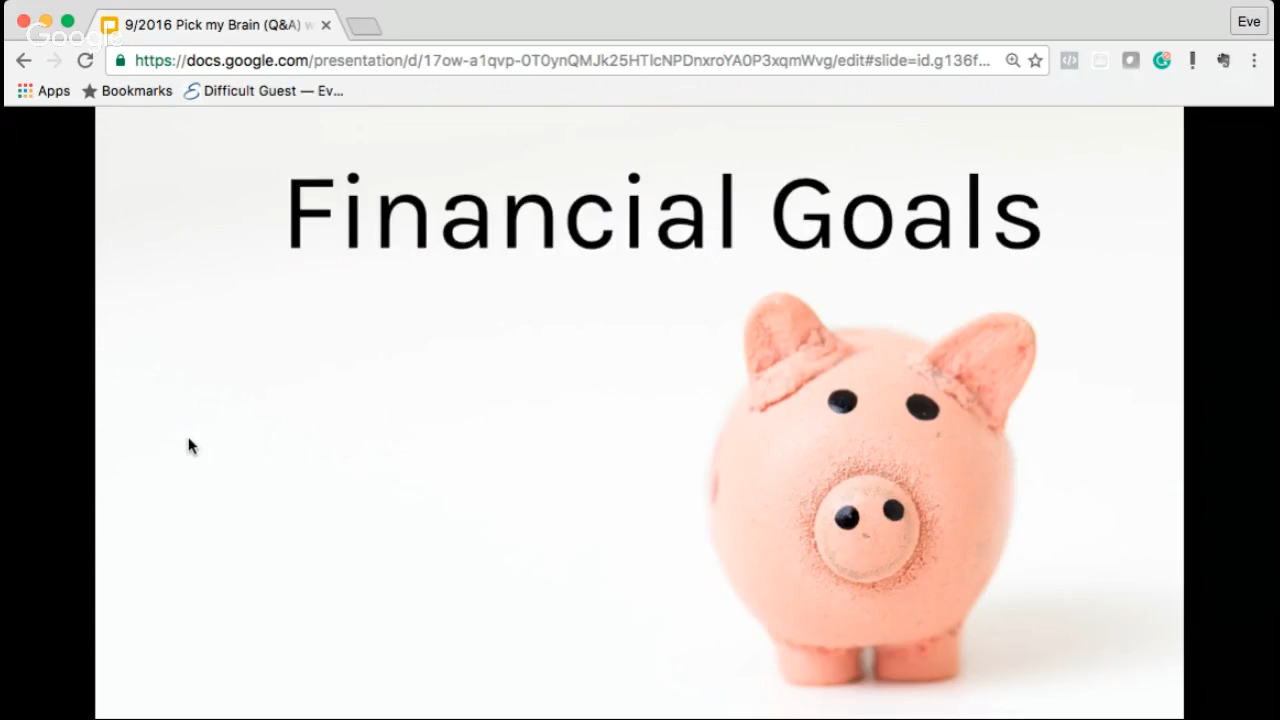 9/2016 Pick my Brain (Q&A) w
Eve
Google
https://docs.google.com/presentation/d/17ow-a1qvp-0T0ynQMJk25HTlcNPDnxroYA0P3xqmWvg/edit#slide=id.g136f...
Apps
Bookmarks
Difficult Guest — Ev...
Financial Goals